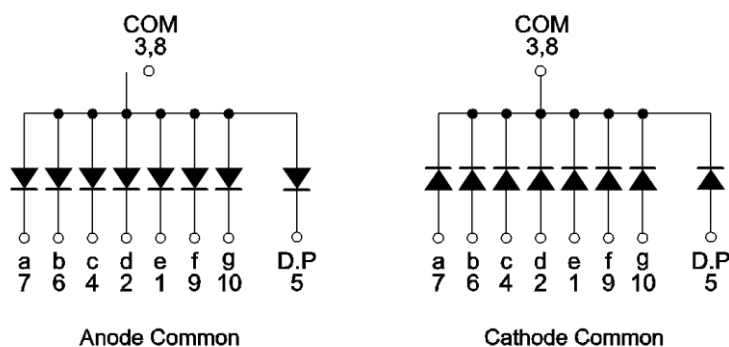 COM
3,8
a b c d e f g D.P
7 6 4 2 1 9 10 5
Anode Common
COM
3,8
a b c d e f g D.P
7 6 4 2 1 9 10 5
Cathode Common